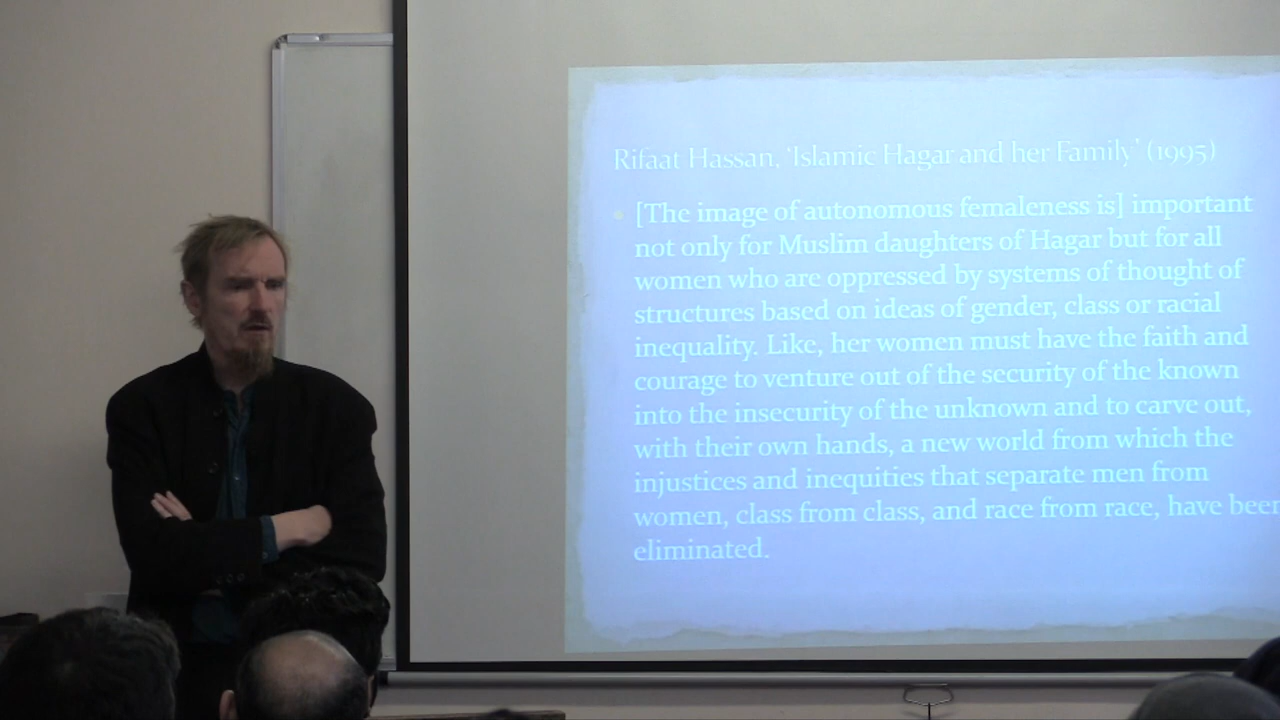 Rifaat Hassan, 'Islamic Hagar and her Family' (1995)
[The image of autonomous femaleness is] important
not only for Muslim daughters of Hagar but for all
women who are oppressed by systems of thought of
structures based on ideas of gender, class or racial
inequality. Like, her women must have the faith and
courage to venture out of the security of the known
into the insecurity of the unknown and to carve out,
with their own hands, a new world from which the
injustices and inequities that separate men from
women, class from class, and race from race, have been
eliminated.